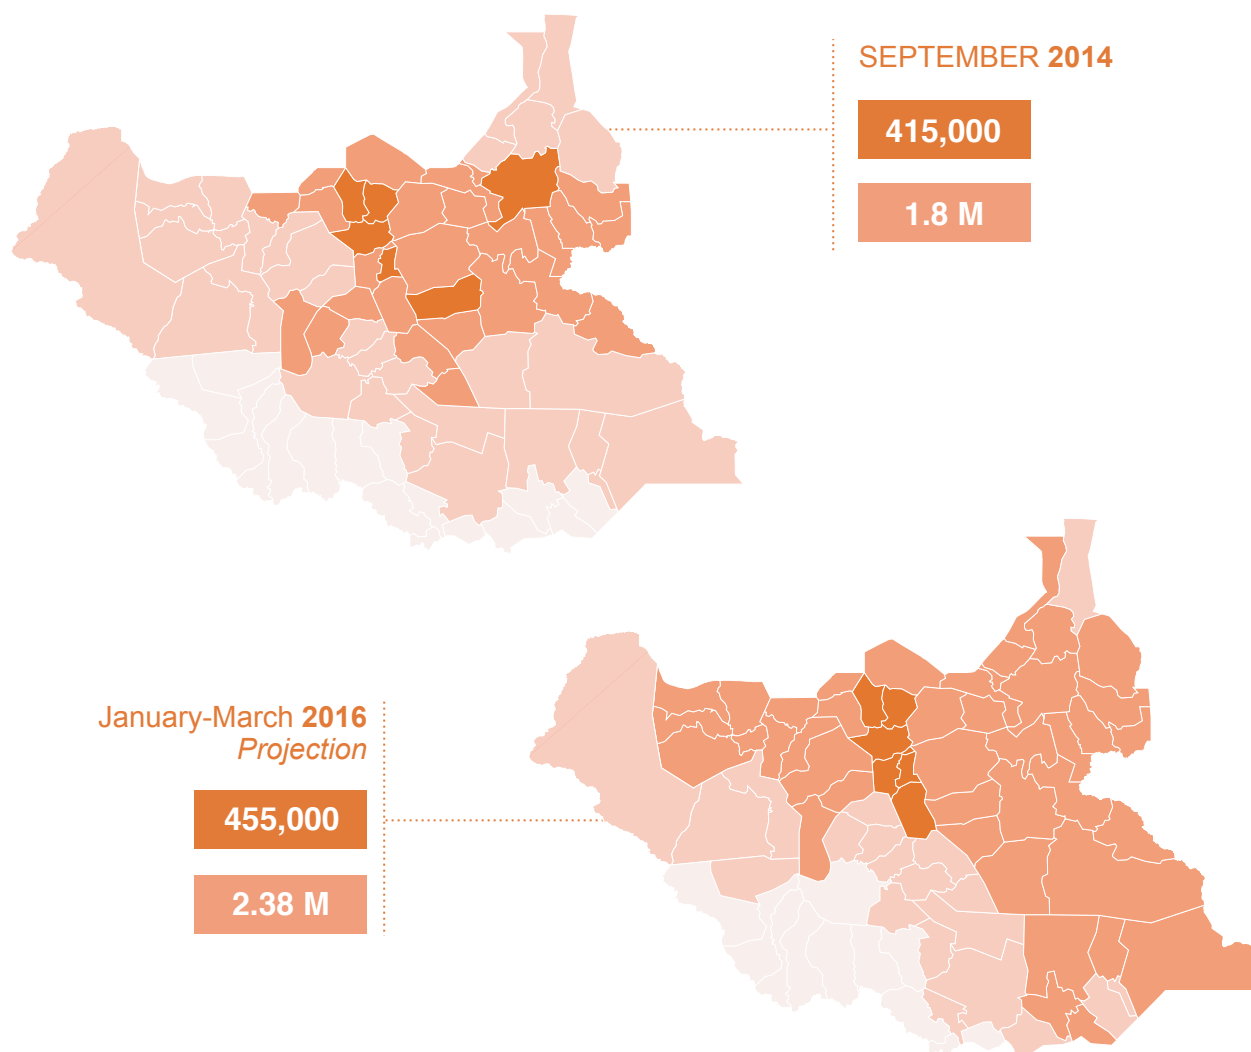 SEPTEMBER 2014
415,000
1.8 M
January-March 2016
Projection
455,000
2.38 M